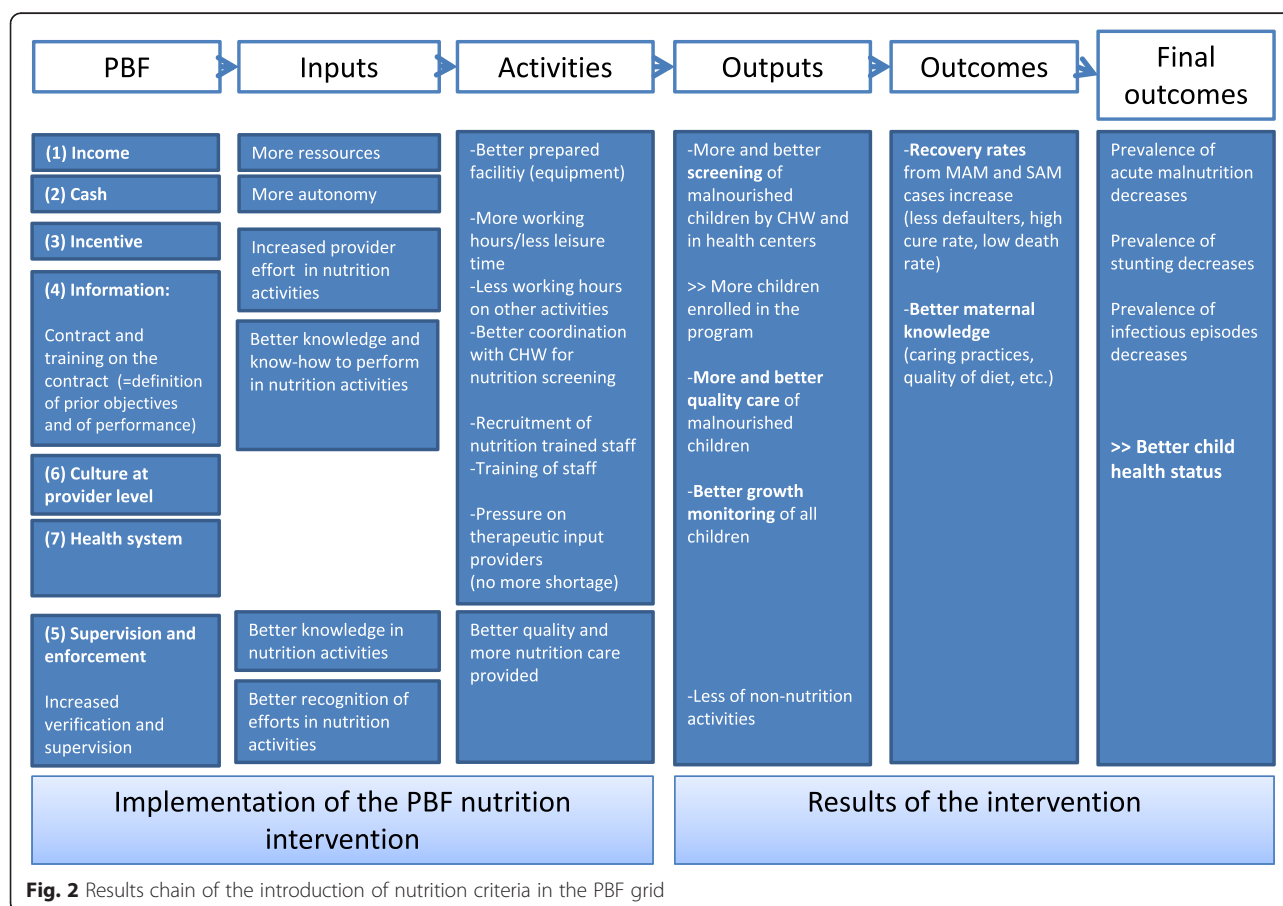 PBF
Inputs
Activities
Outputs
Outcomes
Final
outcomes
(1) Income
(2) Cash
(3) Incentive
(4) Information:
Contract and
training on the
contract (=definition
of prior objectives
and of performance)
(6) Culture at
provider level
(7) Health system
(5) Supervision and
enforcement
Increased
verification and
supervision
More ressources
More autonomy
Increased provider
effort in nutrition
activities
Better knowledge and
know-how to perform
in nutrition activities
Better knowledge in
nutrition activities
Better recognition of
efforts in nutrition
activities
-Better prepared
facilitiy (equipment)
-More working
hours/less leisure
time
-Less working hours
on other activities
-Better coordination
with CHW for
nutrition screening
-Recruitment of
nutrition trained staff
-Training of staff
-Pressure on
therapeutic input
providers
(no more shortage)
Better quality and
more nutrition care
provided
-More and better
screening of
malnourished
children by CHW and
in health centers
>> More children
enrolled in the
program
-More and better
quality care of
malnourished
children
-Better growth
monitoring of all
children
-Less of non-nutrition
activities
-Recovery rates
from MAM and SAM
cases increase
(less defaulters, high
cure rate, low death
rate)
-Better maternal
knowledge
(caring practices,
quality of diet, etc.)
Prevalence of
acute malnutrition
decreases
Prevalence of
stunting decreases
Prevalence of
infectious episodes
decreases
>> Better child
health status
Implementation of the PBF nutrition
intervention
Results of the intervention
Fig. 2 Results chain of the introduction of nutrition criteria in the PBF grid